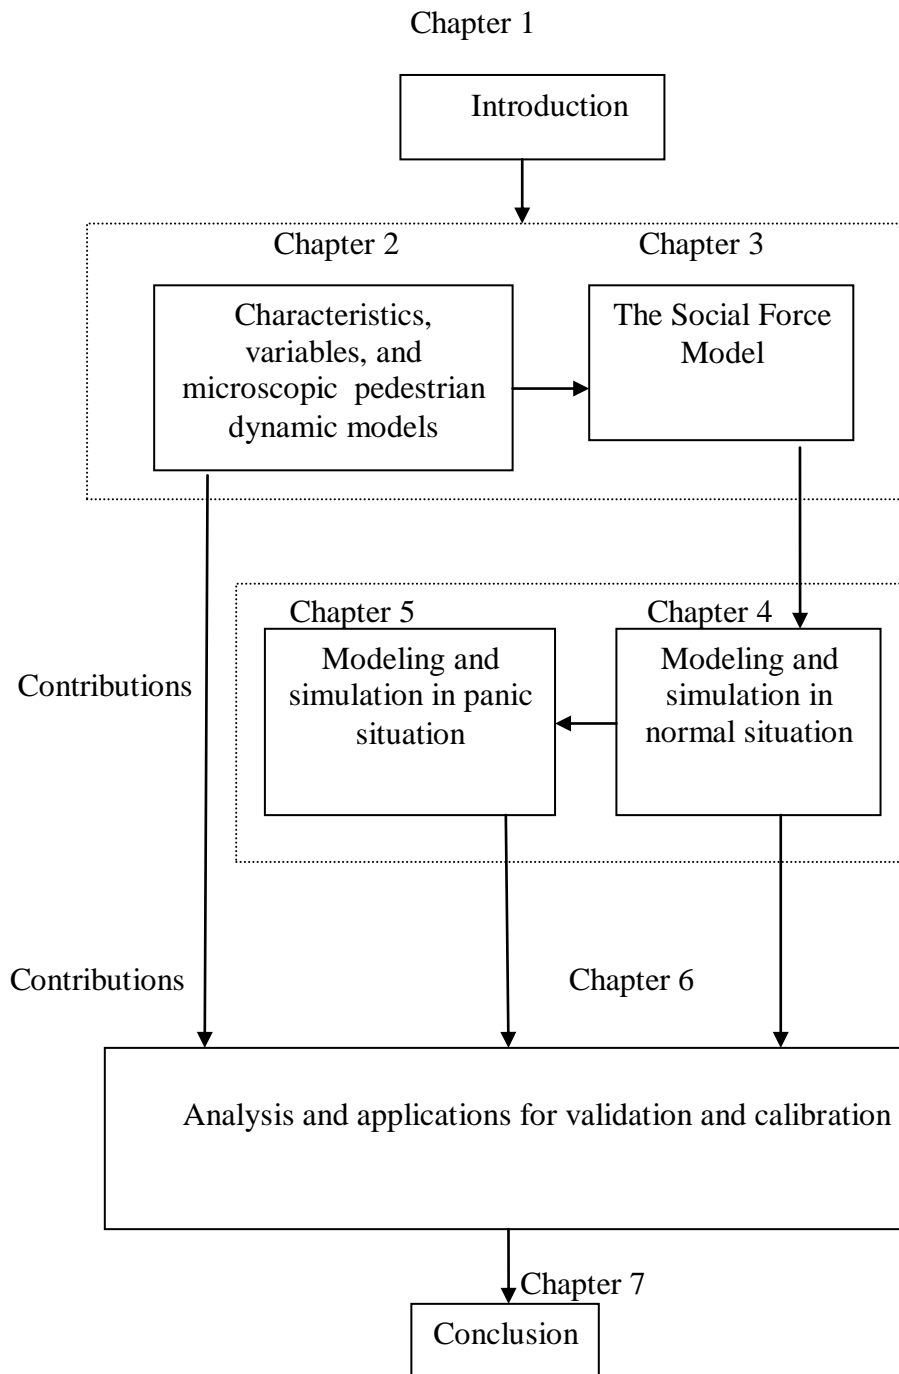 Chapter 1
Introduction
Chapter 2
Chapter 3
Characteristics,
variables, and
microscopic pedestrian
dynamic models
The Social Force
Model
Chapter 5
Chapter 4
Modeling and
simulation in panic
situation
Modeling and
simulation in
normal situation
Contributions
Contributions
Chapter 6
Analysis and applications for validation and calibration
Chapter 7
Conclusion